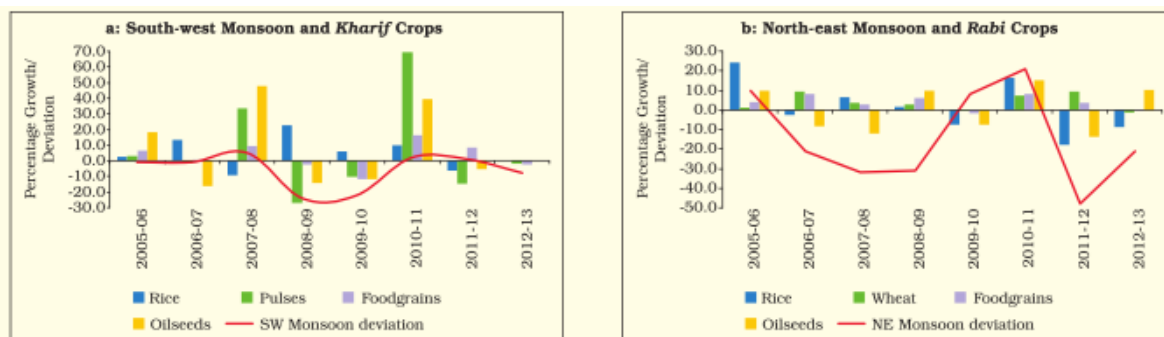 a: South-west Monsoon and Kharif Crops
Percentage Growth/
Deviation
70.0
60.0
50.0
40.0
30.0
20.0
10.0
0.0
-10.0
-20.0
-30.0
2005-06
2006-07
2007-08
2008-09
2009-10
2010-11
2011-12
2012-13
Rice
Pulses
Foodgrains
Oilseeds
SW Monsoon deviation
b: North-east Monsoon and Rabi Crops
Percentage Growth/
Deviation
30.0
20.0
10.0
0.0
-10.0
-20.0
-30.0
-40.0
-50.0
2005-06
2006-07
2007-08
2008-09
2009-10
2010-11
2011-12
2012-13
Rice
Wheat
Foodgrains
Oilseeds
NE Monsoon deviation